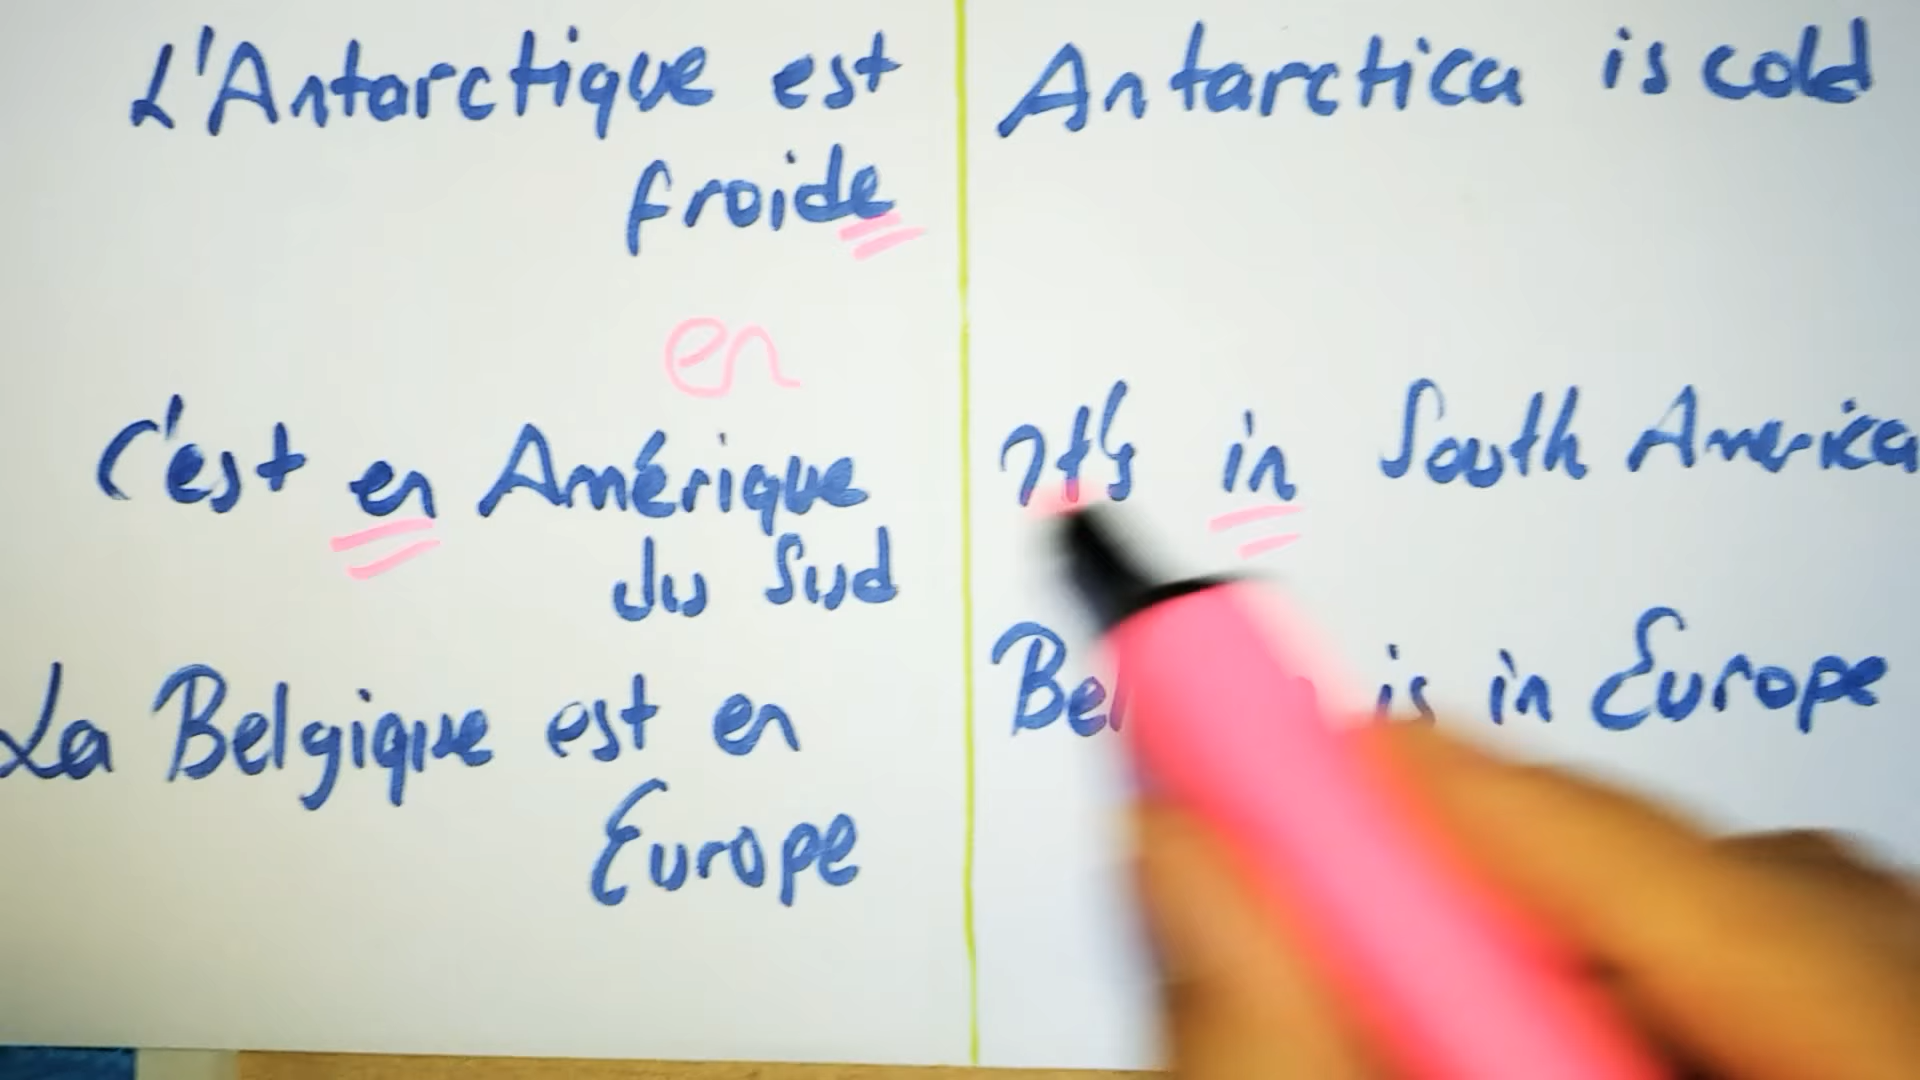 L'Antarctique est
froide
en
C'est en Amérique
du Sud
La Belgique est en
Europe
Antarctica is cold
It's in South America
is in Europe